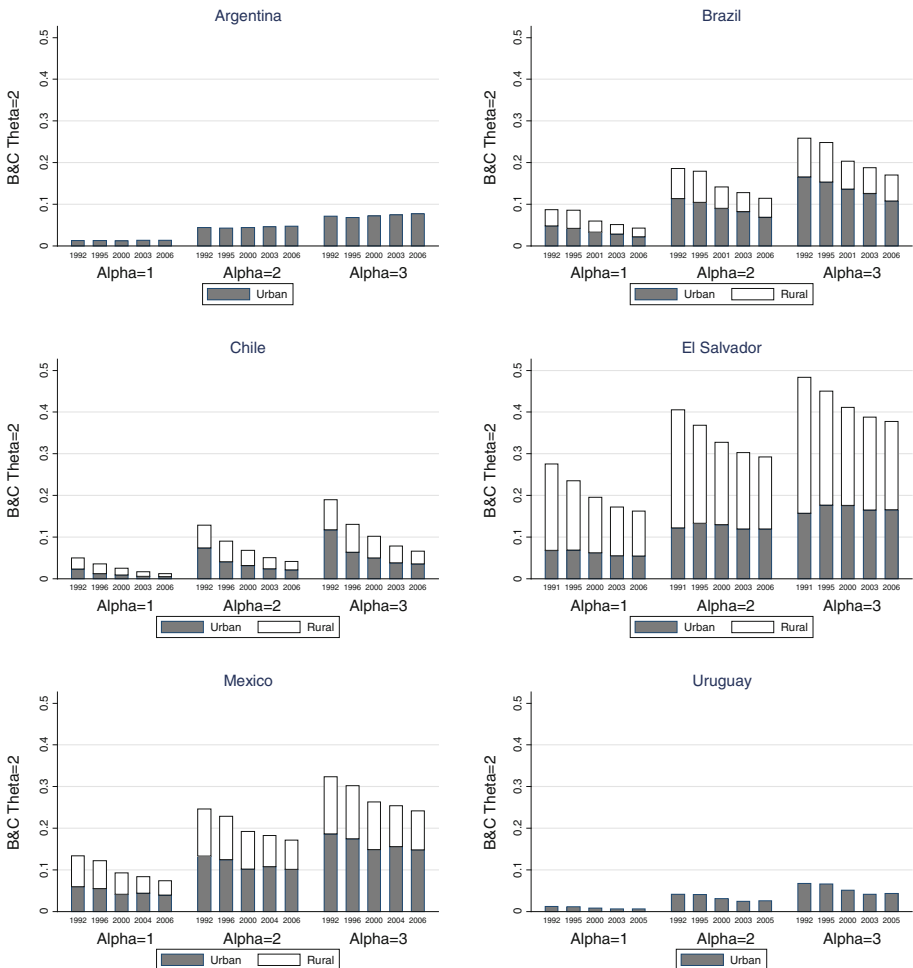 Argentina
B&C Theta=2
0.5
0.4
0.3
0.2
0.1
0
1992 1995 2000 2003 2006 1992 1995 2000 2003 2006 1992 1995 2000 2003 2006
Alpha=1 Alpha=2 Alpha=3
Urban
Brazil
B&C Theta=2
0.5
0.4
0.3
0.2
0.1
0
1992 1995 2001 2003 2006 1992 1995 2001 2003 2006 1992 1995 2001 2003 2006
Alpha=1 Alpha=2 Alpha=3
Urban Rural
Chile
B&C Theta=2
0.5
0.4
0.3
0.2
0.1
0
1992 1996 2000 2003 2006 1992 1996 2000 2003 2006 1992 1996 2000 2003 2006
Alpha=1 Alpha=2 Alpha=3
Urban Rural
El Salvador
B&C Theta=2
0.5
0.4
0.3
0.2
0.1
0
1991 1995 2000 2003 2006 1991 1995 2000 2003 2006 1991 1995 2000 2003 2006
Alpha=1 Alpha=2 Alpha=3
Urban Rural
Mexico
B&C Theta=2
0.5
0.4
0.3
0.2
0.1
0
1992 1996 2000 2004 2006 1992 1996 2000 2004 2006 1992 1996 2000 2004 2006
Alpha=1 Alpha=2 Alpha=3
Urban Rural
Uruguay
B&C Theta=2
0.5
0.4
0.3
0.2
0.1
0
1992 1995 2000 2003 2005 1992 1995 2000 2003 2005 1992 1995 2000 2003 2005
Alpha=1 Alpha=2 Alpha=3
Urban